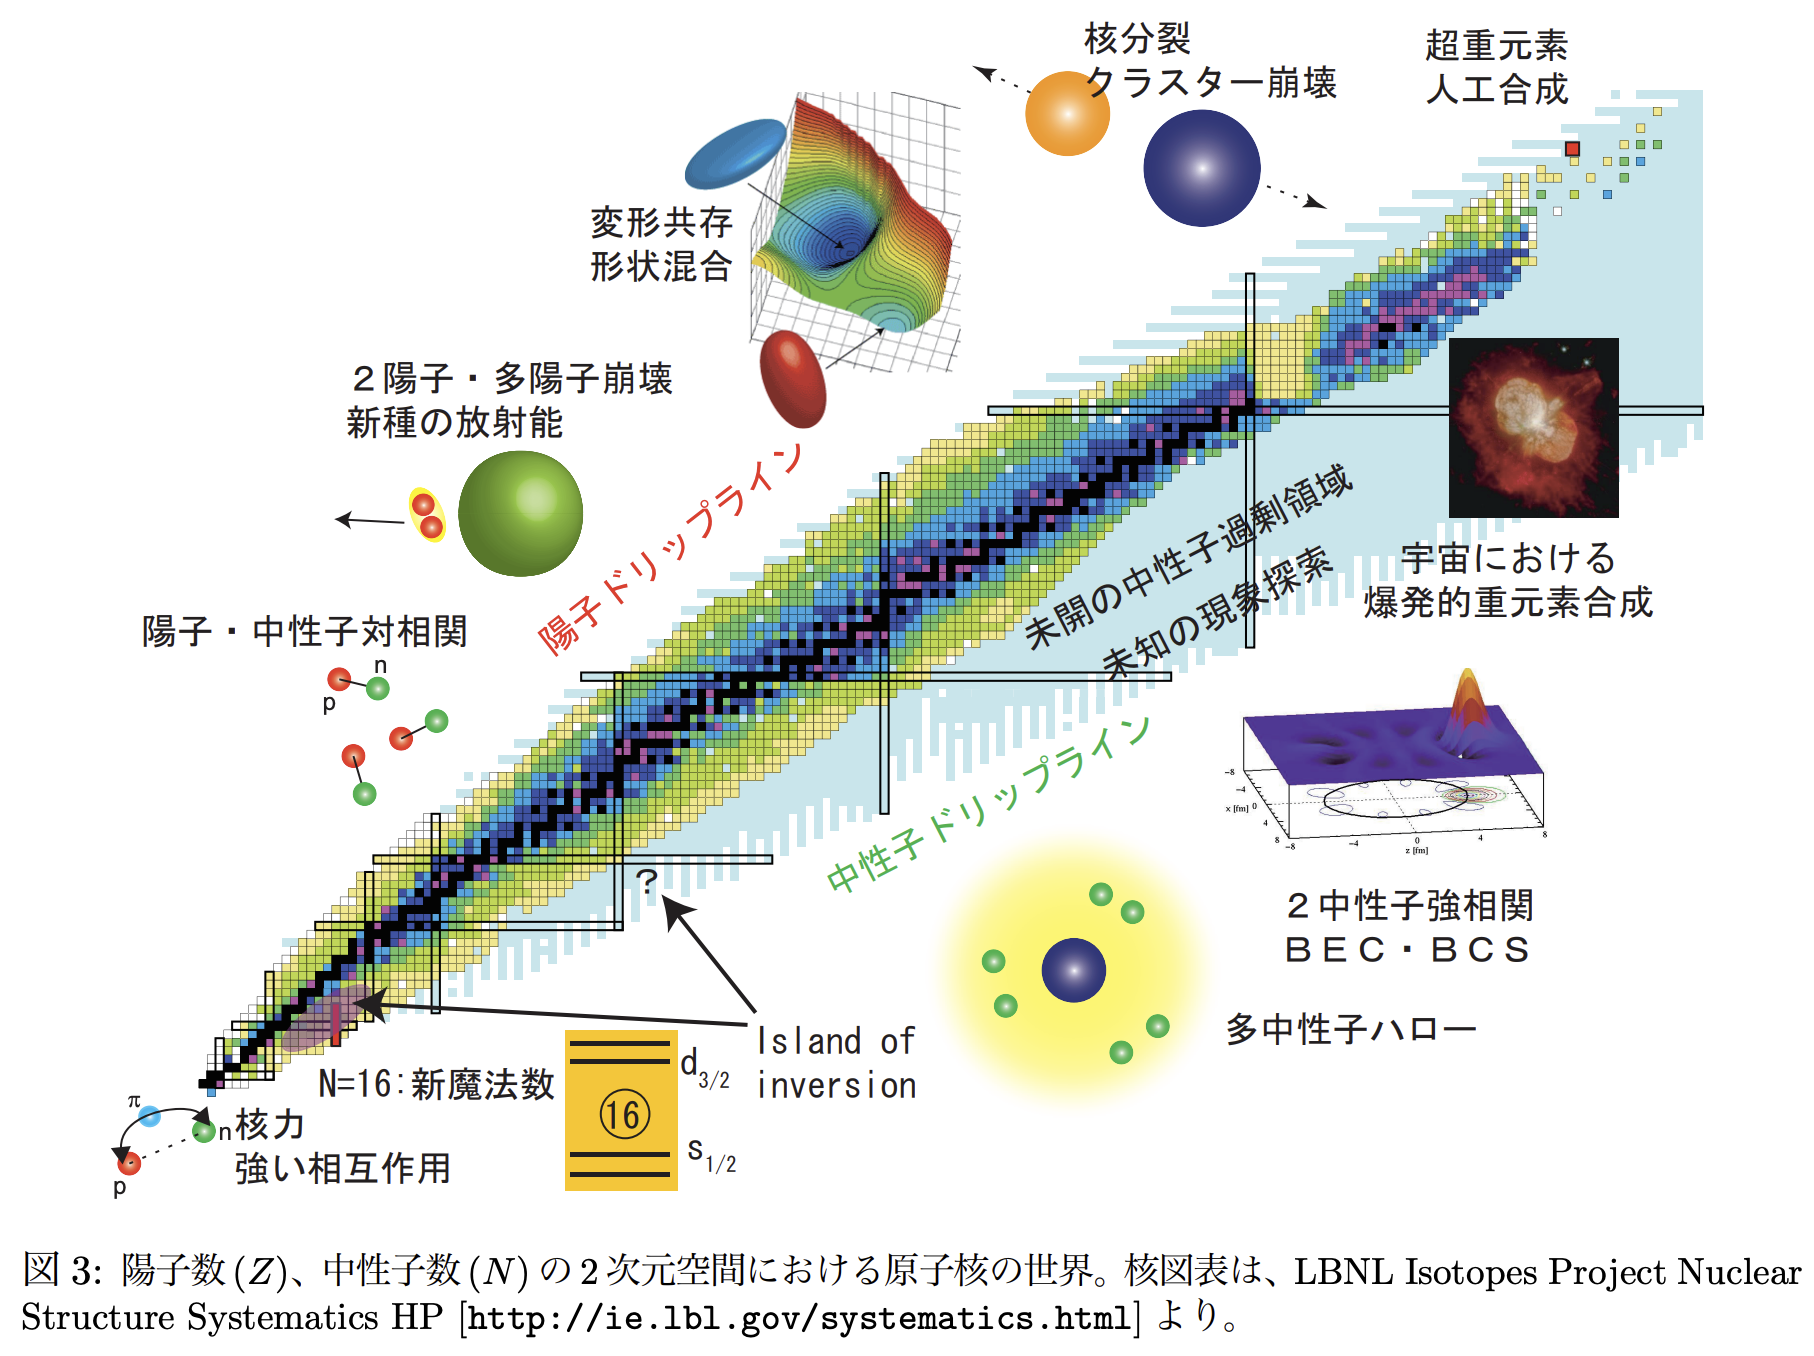 核分裂
クラスター崩壊
超重元素
人工合成
変形共存
形状混合
2陽子・多陽子崩壊
新種の放射能
陽子ドリップライン
陽子・中性子対相関
n
p
未開の中性子過剰領域
未知の現象探索
宇宙における
爆発的重元素合成
中性子ドリップライン
?
-8
-4
x [fm] 0
4
8
-8
-4
0
4
8
z [fm]
2中性子強相関
BEC・BCS
多中性子ハロー
Island of
inversion
N=16:新魔法数
d3/2
16
s1/2
π
n
p
核力
強い相互作用
図 3: 陽子数 (Z)、中性子数 (N) の 2 次元空間における原子核の世界。核図表は、LBNL Isotopes Project Nuclear
Structure Systematics HP [http://ie.lbl.gov/systematics.html] より。